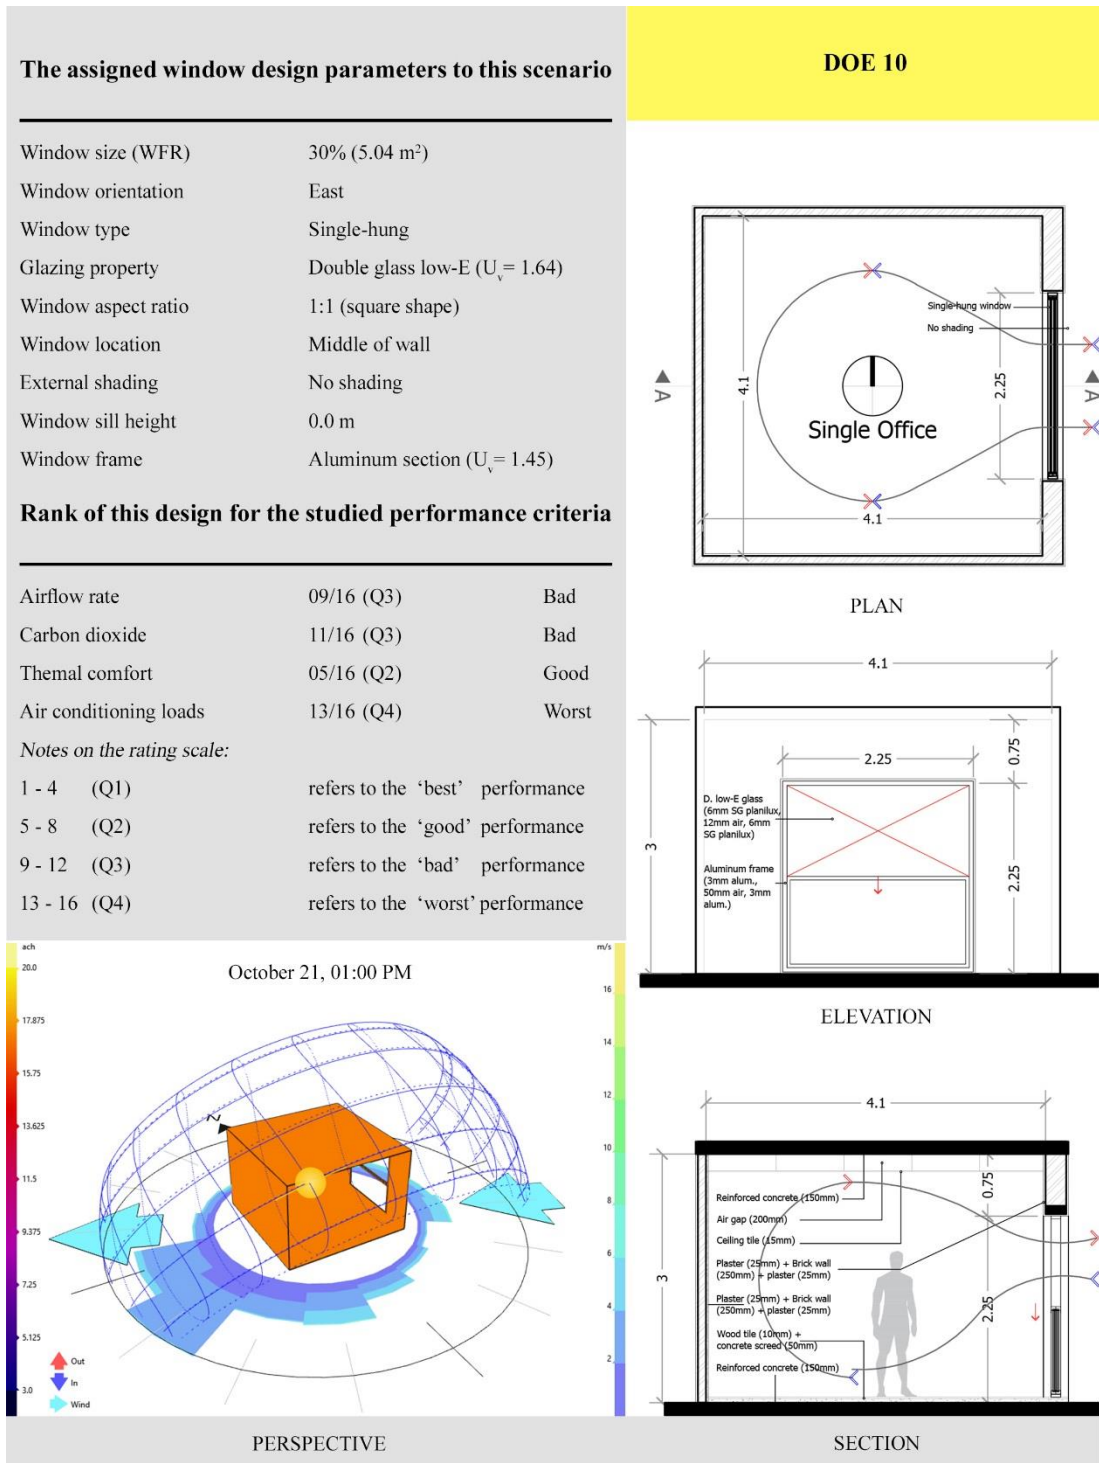 The assigned window design parameters to this scenario
Window size (WFR) 30% (5.04 m²)
Window orientation East
Window type Single-hung
Glazing property Double glass low-E (Uᵥ= 1.64)
Window aspect ratio 1:1 (square shape)
Window location Middle of wall
External shading No shading
Window sill height 0.0 m
Window frame Aluminum section (Uᵥ= 1.45)
Rank of this design for the studied performance criteria
Airflow rate 09/16 (Q3) Bad
Carbon dioxide 11/16 (Q3) Bad
Themal comfort 05/16 (Q2) Good
Air conditioning loads 13/16 (Q4) Worst
Notes on the rating scale:
1 - 4 (Q1) refers to the ‘best’ performance
5 - 8 (Q2) refers to the ‘good’ performance
9 - 12 (Q3) refers to the ‘bad’ performance
13 - 16 (Q4) refers to the ‘worst’ performance
DOE 10
Single-hung window
No shading
4.1
2.25
A
A
Single Office
4.1
PLAN
4.1
2.25
0.75
D. low-E glass
(6mm SG planilux,
12mm air, 6mm
SG planilux)
3
Aluminum frame
(3mm alum.,
50mm air, 3mm
alum.)
2.25
ELEVATION
ach
20.0
17.875
15.75
13.625
11.5
9.375
7.25
5.125
3.0
October 21, 01:00 PM
N
Out
In
Wind
m/s
16
14
12
10
8
6
4
2
PERSPECTIVE
4.1
0.75
Reinforced concrete (150mm)
Air gap (200mm)
Ceiling tile (15mm)
Plaster (25mm) + Brick wall
(250mm) + plaster (25mm)
3
Plaster (25mm) + Brick wall
(250mm) + plaster (25mm)
2.25
Wood tile (10mm) +
concrete screed (50mm)
Reinforced concrete (150mm)
SECTION